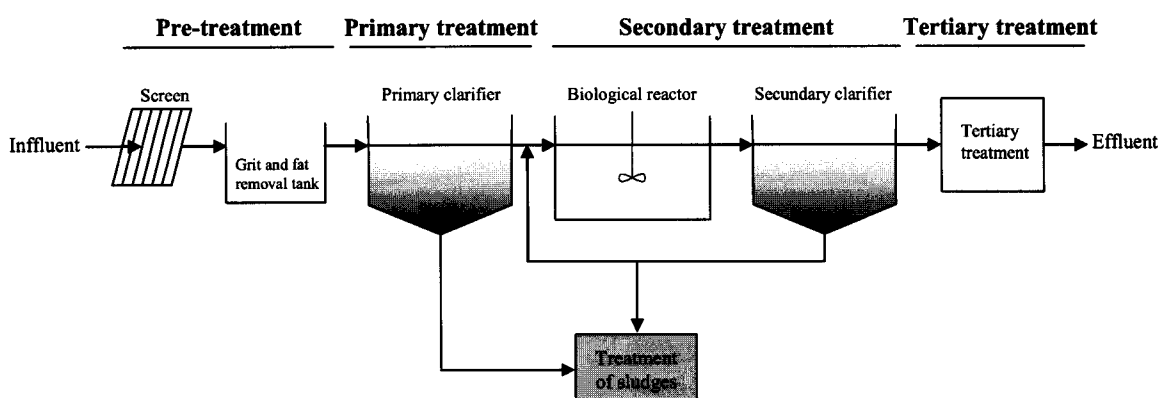 Pre-treatment
Primary treatment
Secondary treatment
Tertiary treatment
Screen
Primary clarifier
Biological reactor
Secundary clarifier
Inffluent
Grit and fat
removal tank
Tertiary
treatment
Effluent
Treatment
of sludges